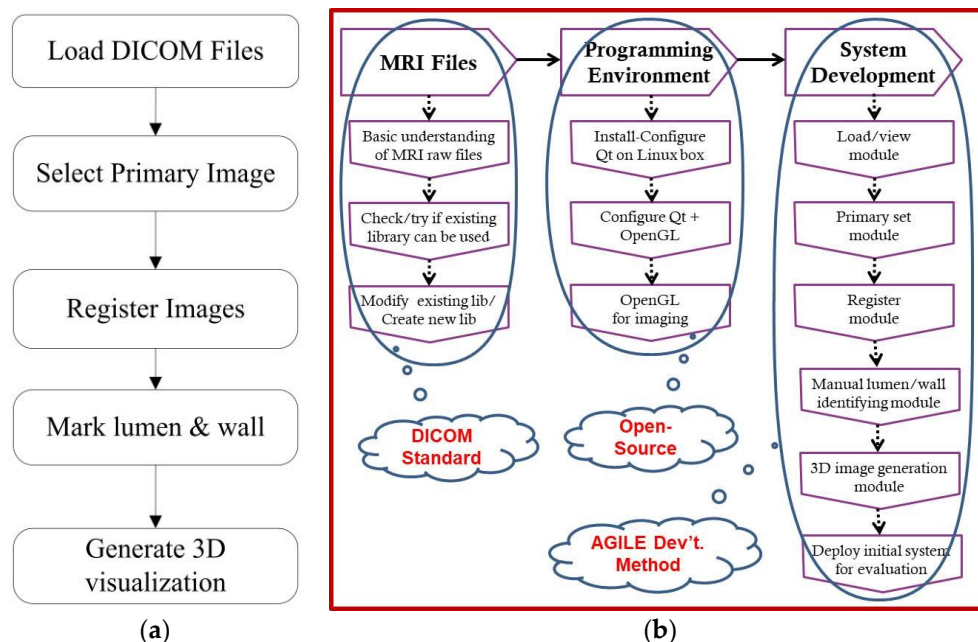 Load DICOM Files
Select Primary Image
Register Images
Mark lumen & wall
Generate 3D
visualization
(a)
MRI Files
Basic understanding
of MRI raw files
Check/try if existing
library can be used
Modify existing lib/
Create new lib
DICOM
Standard
Programming
Environment
Install-Configure
Qt on Linux box
Configure Qt +
OpenGL
OpenGL
for imaging
Open-
Source
System
Development
Load/view
module
Primary set
module
Register
module
Manual lumen/wall
identifying module
3D image generation
module
Deploy initial system
for evaluation
AGILE Dev't.
Method
(b)